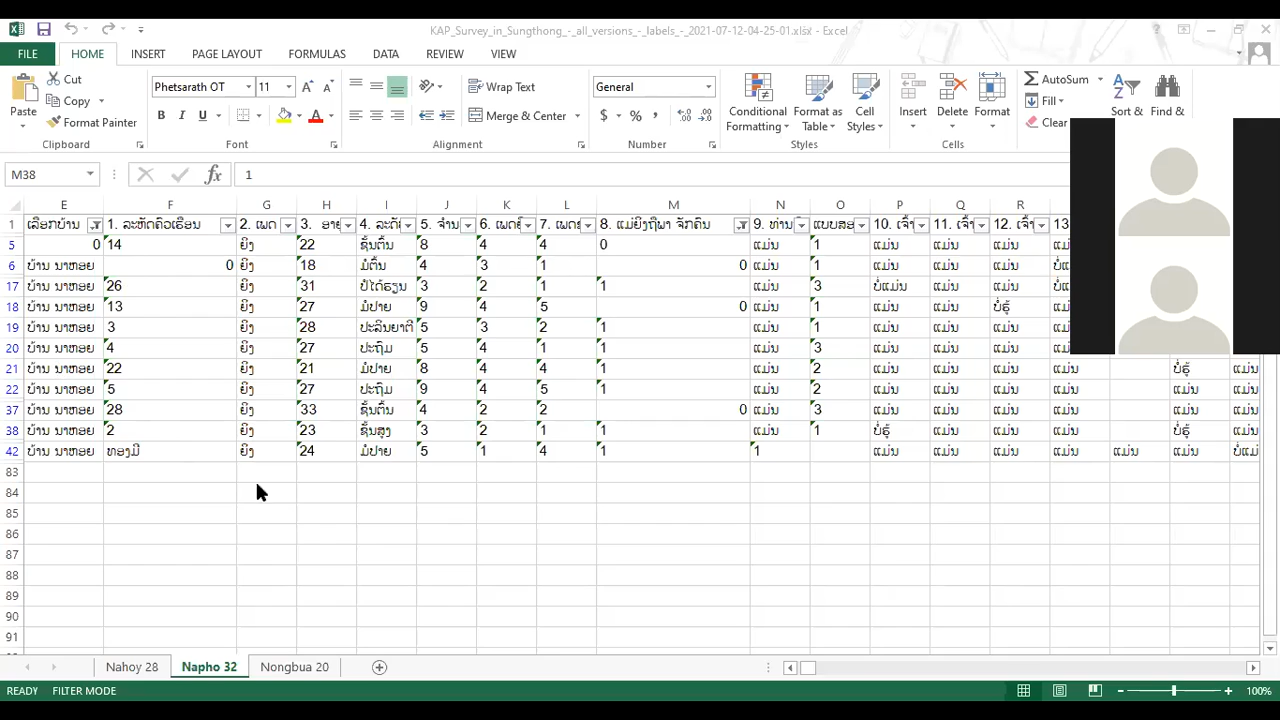 KAP_Survey_in_Sungthong_-_all_versions_-_labels_-_2021-07-12-04-25-01.xlsx - Excel
FILE HOME INSERT PAGE LAYOUT FORMULAS DATA REVIEW VIEW
Cut
Copy
Format Painter
Paste
Clipboard
Phetsarath OT 11
B I U
Font
Wrap Text
Merge & Center
Alignment
General
Number
Conditional Formatting
Format as Table
Cell Styles
Styles
Insert Delete Format
Cells
AutoSum
Fill
Clear
Sort &
Find &
M38 1
E F G H I J K L M N O P Q R
1 ເລືອກບ້ານ 1. ລະຫັດຄົວເຮືອນ 2. ເພດ 3. ອາຍ 4. ລະດັ 5. ຈຳນ 6. ເພດ 7. ເພດ 8. ແມ່ຍິງຖືພາ ຈັກຄົນ 9. ທ່ານ ແບບສອ 10. ເຈົ້າ 11. ເຈົ້າ 12. ເຈົ້າ 13
5 0 14 ຍິງ 22 ຊັ້ນຕົ້ນ 8 4 4 0 ແມ່ນ 1 ແມ່ນ ແມ່ນ ແມ່ນ ແມ່ນ
6 ບ້ານ ນາຫອຍ 0 ຍິງ 18 ມໍຕົ້ນ 4 3 1 0 ແມ່ນ 1 ແມ່ນ ແມ່ນ ແມ່ນ
17 ບ້ານ ນາຫອຍ 26 ຍິງ 31 ບໍ່ໄດ້ຮຽນ 3 2 1 1 ແມ່ນ 3 ບໍ່ແມ່ນ ແມ່ນ ແມ່ນ
18 ບ້ານ ນາຫອຍ 13 ຍິງ 27 ມໍປາຍ 9 4 5 0 ແມ່ນ 1 ແມ່ນ ແມ່ນ ບໍ່ຮູ້ ແມ່ນ
19 ບ້ານ ນາຫອຍ 3 ຍິງ 28 ປະລິນຍາຕີ 5 3 2 1 ແມ່ນ 1 ແມ່ນ ແມ່ນ ແມ່ນ ແມ່ນ
20 ບ້ານ ນາຫອຍ 4 ຍິງ 27 ປະຖົມ 5 4 1 1 ແມ່ນ 3 ແມ່ນ ແມ່ນ ແມ່ນ ແມ່ນ
21 ບ້ານ ນາຫອຍ 22 ຍິງ 21 ມໍປາຍ 8 4 4 1 ແມ່ນ 2 ແມ່ນ ແມ່ນ ແມ່ນ ແມ່ນ ບໍ່ຮູ້ ແມ່ນ
22 ບ້ານ ນາຫອຍ 5 ຍິງ 27 ປະຖົມ 9 4 5 1 ແມ່ນ 2 ແມ່ນ ແມ່ນ ແມ່ນ ແມ່ນ ແມ່ນ ແມ່ນ
37 ບ້ານ ນາຫອຍ 28 ຍິງ 33 ຊັ້ນຕົ້ນ 4 2 2 0 ແມ່ນ 3 ແມ່ນ ແມ່ນ ແມ່ນ ແມ່ນ ແມ່ນ ແມ່ນ
38 ບ້ານ ນາຫອຍ 2 ຍິງ 23 ຊັ້ນສູງ 3 2 1 1 ແມ່ນ 1 ບໍ່ຮູ້ ແມ່ນ ແມ່ນ ແມ່ນ ບໍ່ຮູ້ ແມ່ນ
42 ບ້ານ ນາຫອຍ ທອງມີ ຍິງ 24 ມໍປາຍ 5 1 4 1 1 ແມ່ນ ແມ່ນ ແມ່ນ ແມ່ນ ແມ່ນ ແມ່ນ ບໍ່ແມ່
83
84
85
86
87
88
89
90
91
Nahoy 28 Napho 32 Nongbua 20
READY FILTER MODE 100%